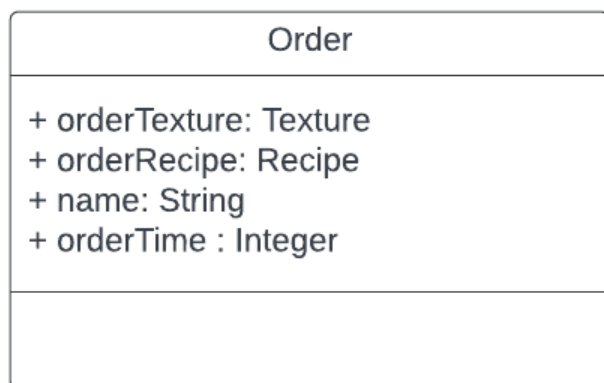 Order
+ orderTexture: Texture
+ orderRecipe: Recipe
+ name: String
+ orderTime : Integer